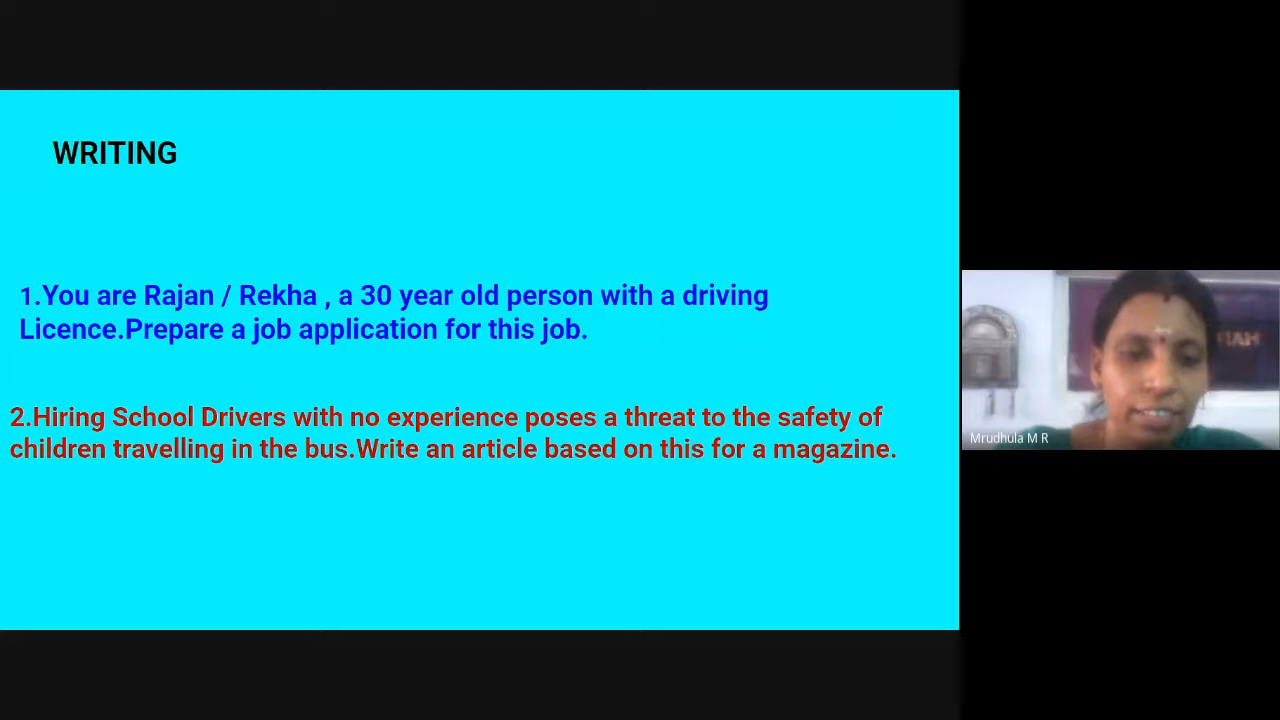 WRITING
1.You are Rajan / Rekha , a 30 year old person with a driving
Licence.Prepare a job application for this job.
2.Hiring School Drivers with no experience poses a threat to the safety of
children travelling in the bus.Write an article based on this for a magazine.
Mrudhula M R